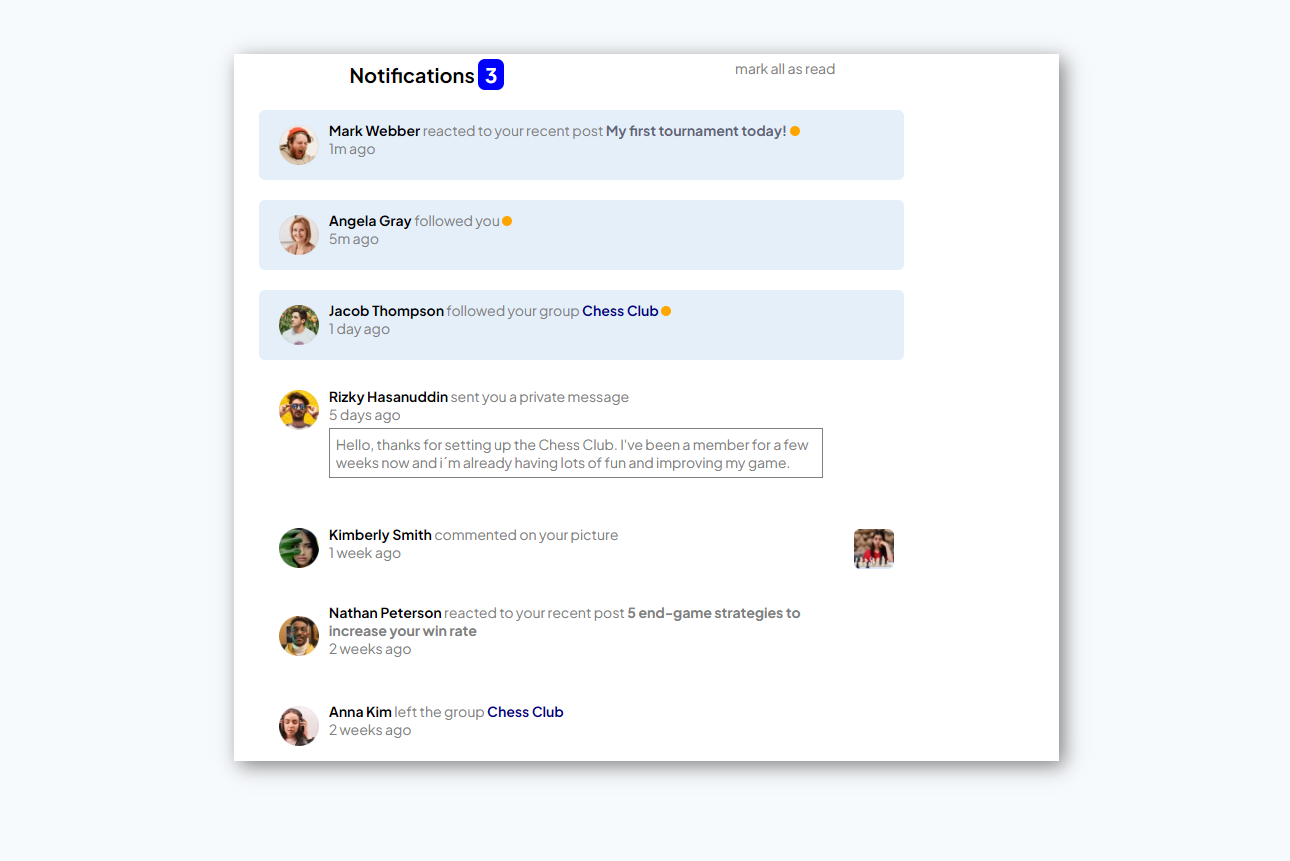 Notifications 3
mark all as read
Mark Webber reacted to your recent post My first tournament today!
1m ago
Angela Gray followed you
5m ago
Jacob Thompson followed your group Chess Club
1 day ago
Rizky Hasanuddin sent you a private message
5 days ago
Hello, thanks for setting up the Chess Club. I've been a member for a few
weeks now and i´m already having lots of fun and improving my game.
Kimberly Smith commented on your picture
1 week ago
Nathan Peterson reacted to your recent post 5 end-game strategies to
increase your win rate
2 weeks ago
Anna Kim left the group Chess Club
2 weeks ago